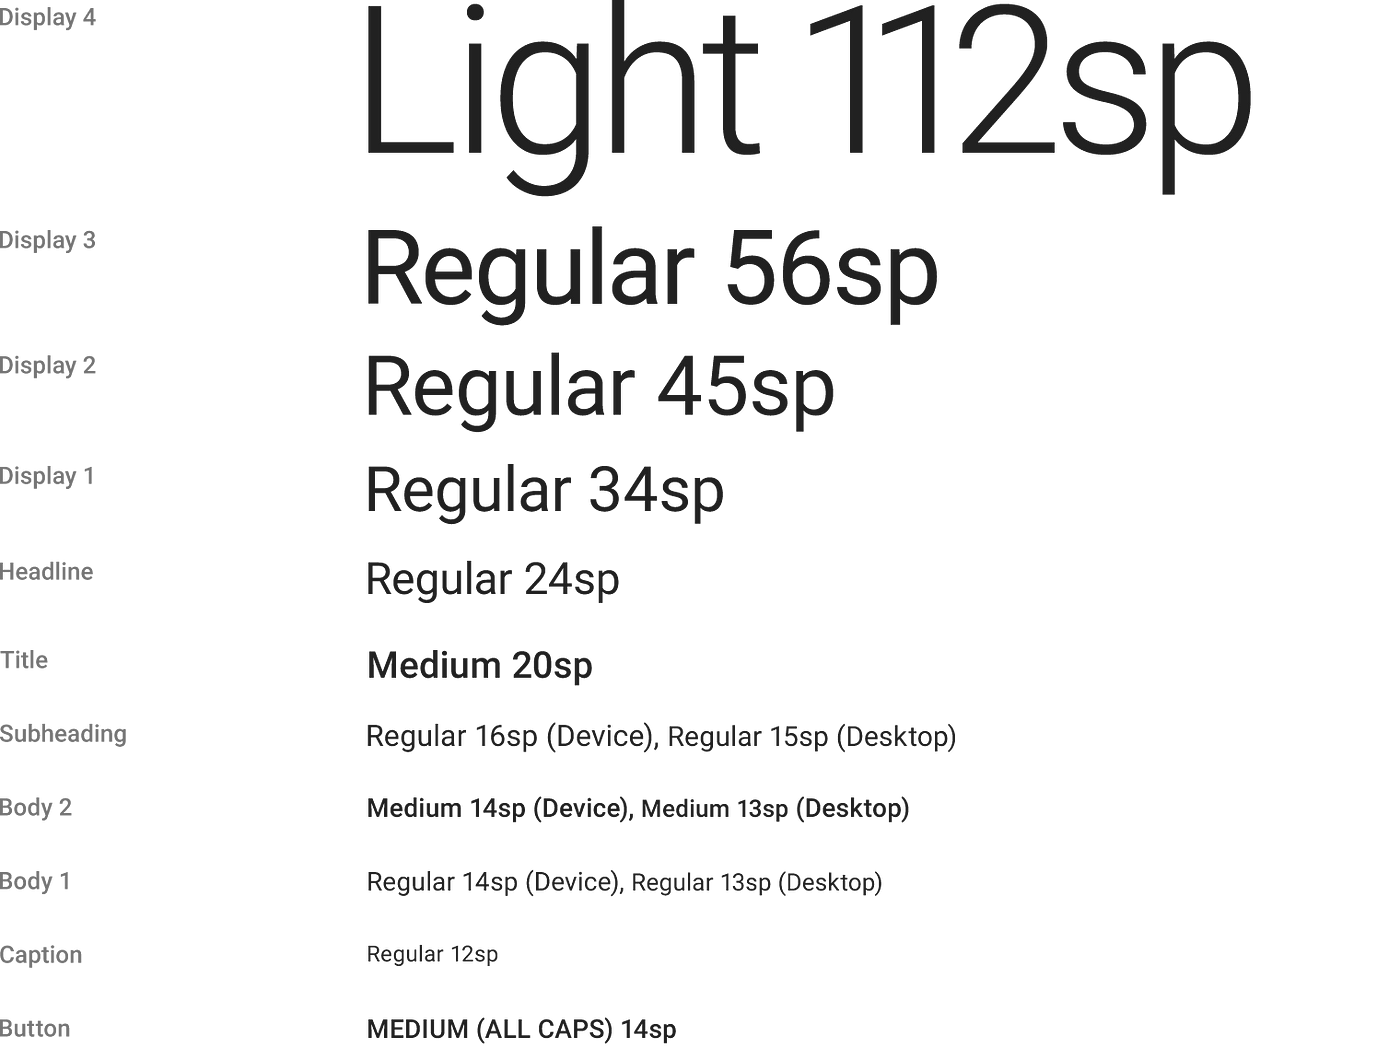 Display 4 Light 112sp
Display 3 Regular 56sp
Display 2 Regular 45sp
Display 1 Regular 34sp
Headline Regular 24sp
Title Medium 20sp
Subheading Regular 16sp (Device), Regular 15sp (Desktop)
Body 2 Medium 14sp (Device), Medium 13sp (Desktop)
Body 1 Regular 14sp (Device), Regular 13sp (Desktop)
Caption Regular 12sp
Button MEDIUM (ALL CAPS) 14sp